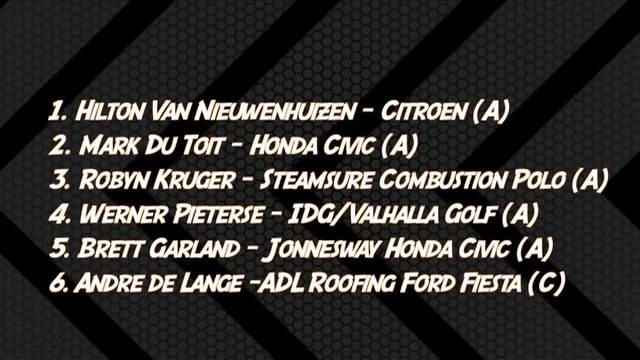 1. Hilton Van Nieuwenhuizen - Citroen (A)
2. Mark Du Toit - Honda Civic (A)
3. Robyn Kruger - Steamsure Combustion Polo (A)
4. Werner Pieterse - IDG/Valhalla Golf (A)
5. Brett Garland - Jonnesway Honda Civic (A)
6. Andre de Lange -ADL Roofing Ford Fiesta (C)